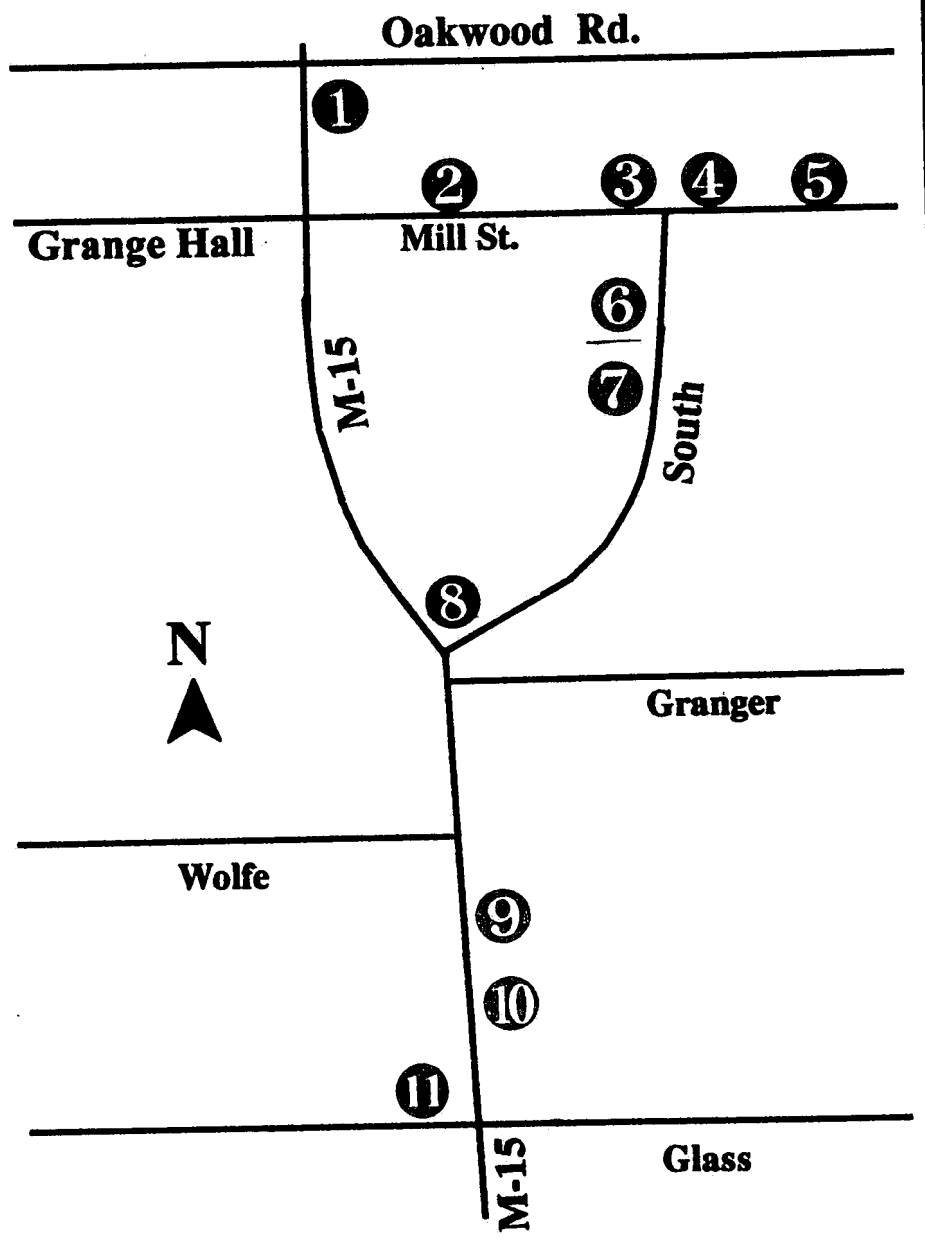 Oakwood Rd.
1
2
3
4
5
Grange Hall
Mill St.
6
M-15
7
South
8
N
Granger
Wolfe
9
10
11
M-15
Glass